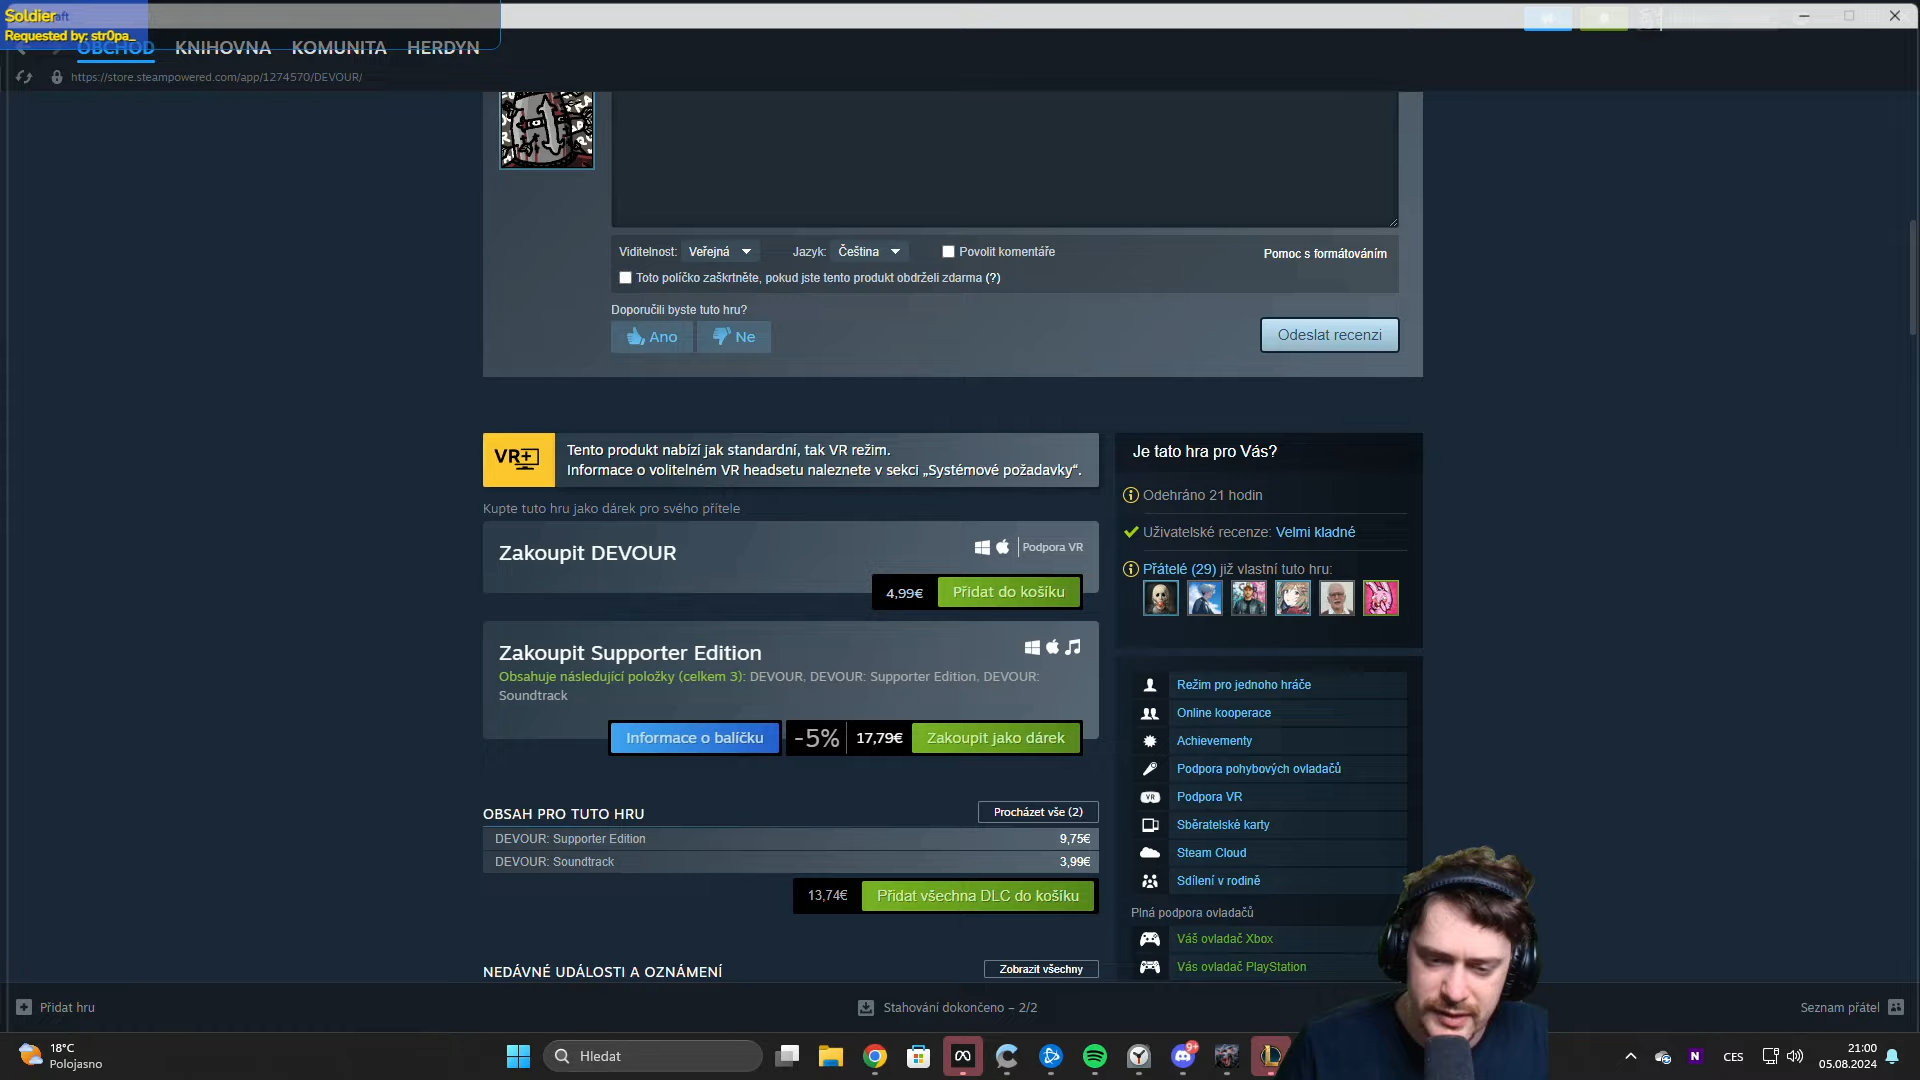 Soldier
Requested by: str0pa_
OBCHOD
KNIHOVNA
KOMUNITA
HERDYN
https://store.steampowered.com/app/1274570/DEVOUR/
Viditelnost: Veřejná
Jazyk: Čeština
Povolit komentáře
Pomoc s formátováním
Toto políčko zaškrtněte, pokud jste tento produkt obdrželi zdarma (?)
Doporučili byste tuto hru?
Ano
Ne
Odeslat recenzi
VR+
Tento produkt nabízí jak standardní, tak VR režim.
Informace o volitelném VR headsetu naleznete v sekci „Systémové požadavky“.
Kupte tuto hru jako dárek pro svého přítele
Zakoupit DEVOUR
Podpora VR
4,99€
Přidat do košíku
Zakoupit Supporter Edition
Obsahuje následující položky (celkem 3): DEVOUR, DEVOUR: Supporter Edition, DEVOUR:
Soundtrack
Informace o balíčku
-5%
17,79€
Zakoupit jako dárek
OBSAH PRO TUTO HRU
Procházet vše (2)
DEVOUR: Supporter Edition
9,75€
DEVOUR: Soundtrack
3,99€
13,74€
Přidat všechna DLC do košíku
NEDÁVNÉ UDÁLOSTI A OZNÁMENÍ
Zobrazit všechny
Je tato hra pro Vás?
Odehráno 21 hodin
Uživatelské recenze: Velmi kladné
Přátelé (29) již vlastní tuto hru:
Režim pro jednoho hráče
Online kooperace
Achievementy
Podpora pohybových ovladačů
VR
Podpora VR
Sběratelské karty
Steam Cloud
Sdílení v rodině
Plná podpora ovladačů
Váš ovladač Xbox
Vás ovladač PlayStation
Přidat hru
Stahování dokončeno – 2/2
Seznam přátel
18°C
Polojasno
Hledat
9+
N
CES
21:00
05.08.2024